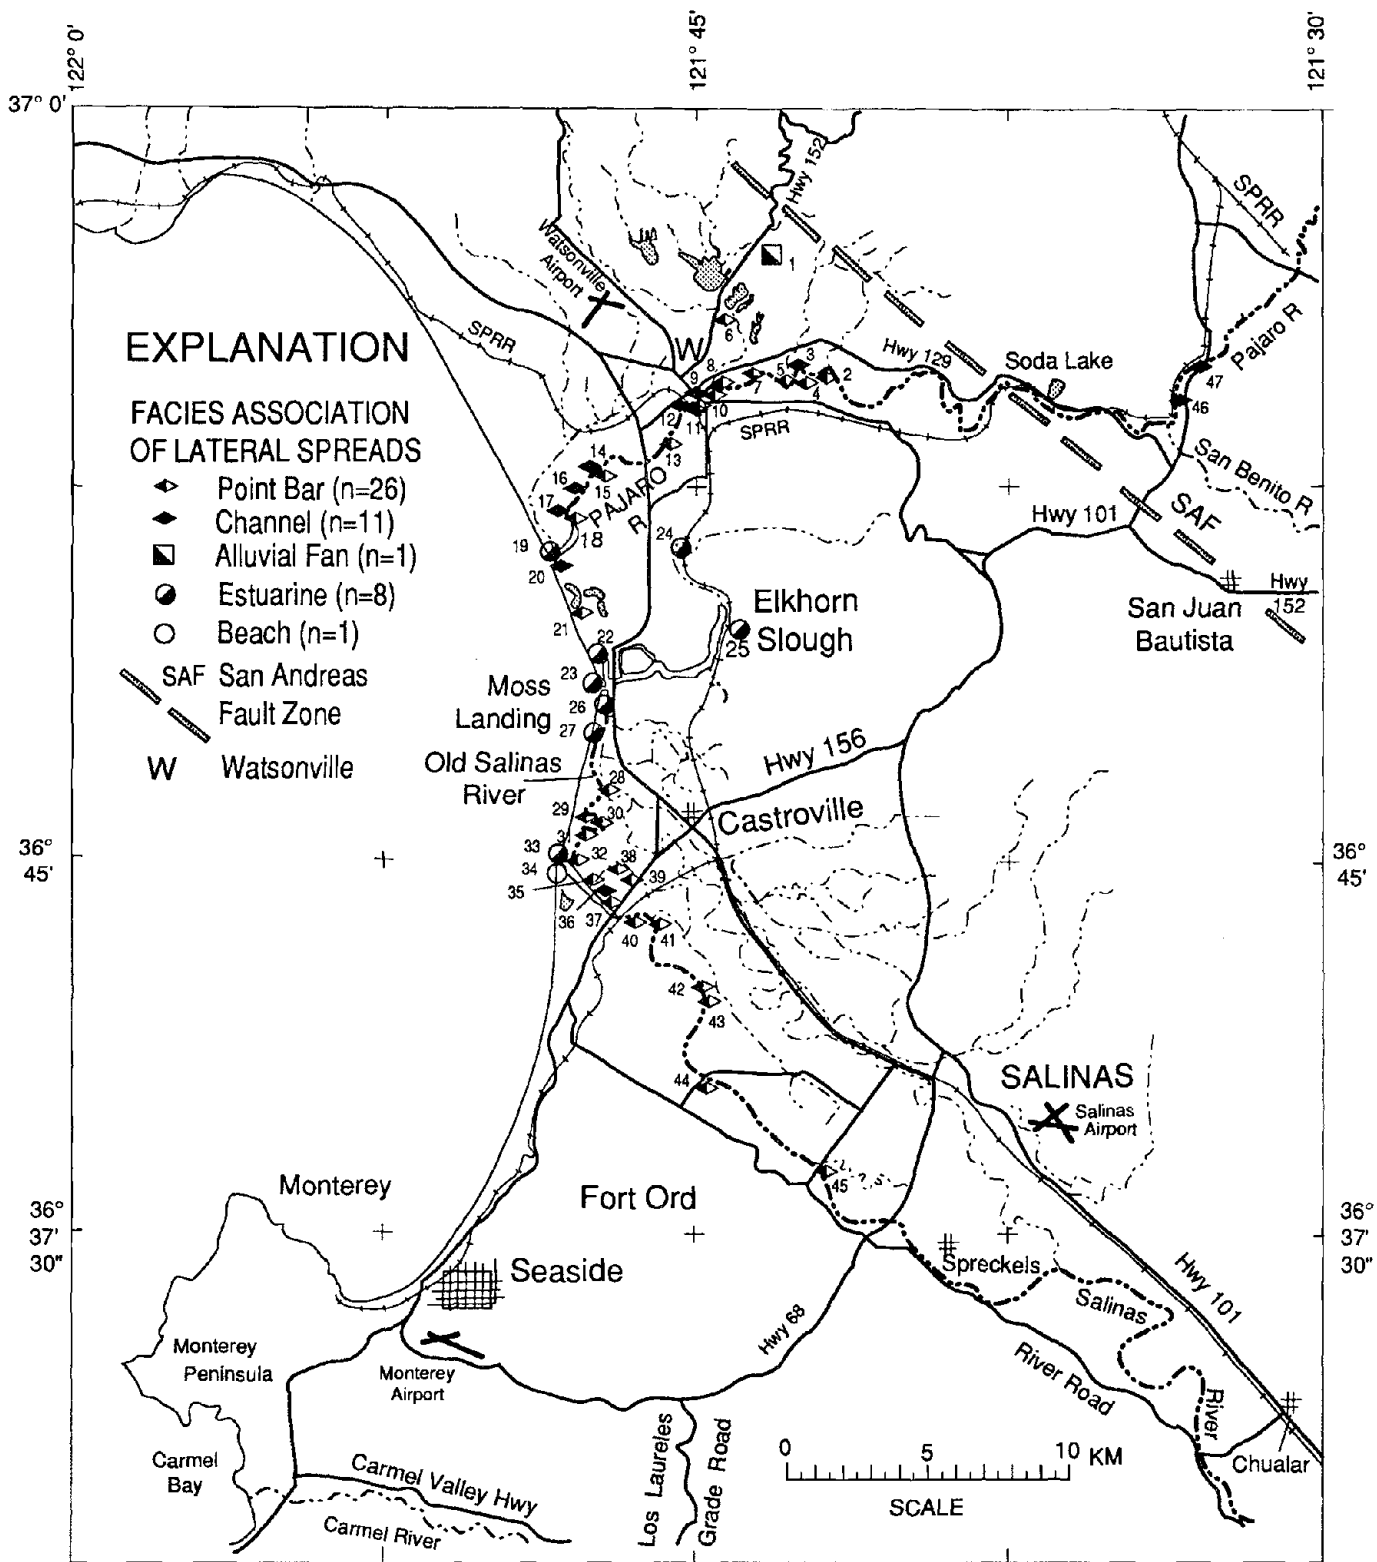 122° 0'
121° 45'
121° 30'
37° 0'
Hwy 152
SPRR
Watsonville
Airport
1
Pajaro R
6
SPRR
EXPLANATION
W
Hwy 129
Soda Lake
3
8
9
7
5
2
4
47
10
46
12
11
SPRR
FACIES ASSOCIATION
OF LATERAL SPREADS
Point Bar (n=26)
Channel (n=11)
Alluvial Fan (n=1)
Estuarine (n=8)
Beach (n=1)
SAF San Andreas
Fault Zone
W Watsonville
13
14
16
15
17
PAJARO
R
18
19
20
24
San Benito R
SAF
Hwy 101
Hwy
152
San Juan
Bautista
Elkhorn
Slough
21
22
25
23
Moss
Landing
26
27
Old Salinas
River
Hwy 156
28
29
30
Castroville
31
36°
45'
36°
45'
33
32
34
38
35
39
36
37
40
41
42
43
44
SALINAS
Salinas
Airport
45
Monterey
Fort Ord
36°
37'
30"
36°
37'
30"
Seaside
Spreckels
Salinas
River
Hwy 101
Hwy 68
River Road
Monterey
Peninsula
Monterey
Airport
Carmel
Bay
Carmel Valley Hwy
Carmel River
Los Laureles
Grade Road
0 5 10 KM
SCALE
Chualar